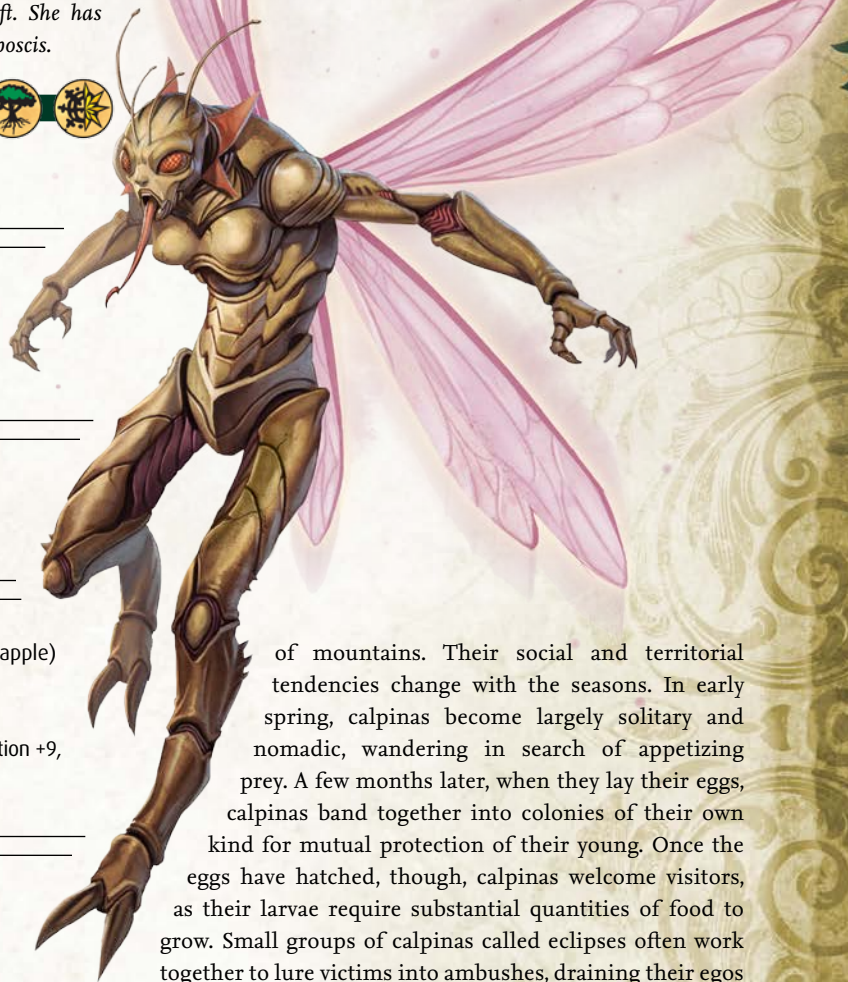 ft. She has
oscis.
apple)
tion +9,
of mountains. Their social and territorial
tendencies change with the seasons. In early
spring, calpinas become largely solitary and
nomadic, wandering in search of appetizing
prey. A few months later, when they lay their eggs,
calpinas band together into colonies of their own
kind for mutual protection of their young. Once the
eggs have hatched, though, calpinas welcome visitors,
as their larvae require substantial quantities of food to
grow. Small groups of calpinas called eclipses often work
together to lure victims into ambushes, draining their egos